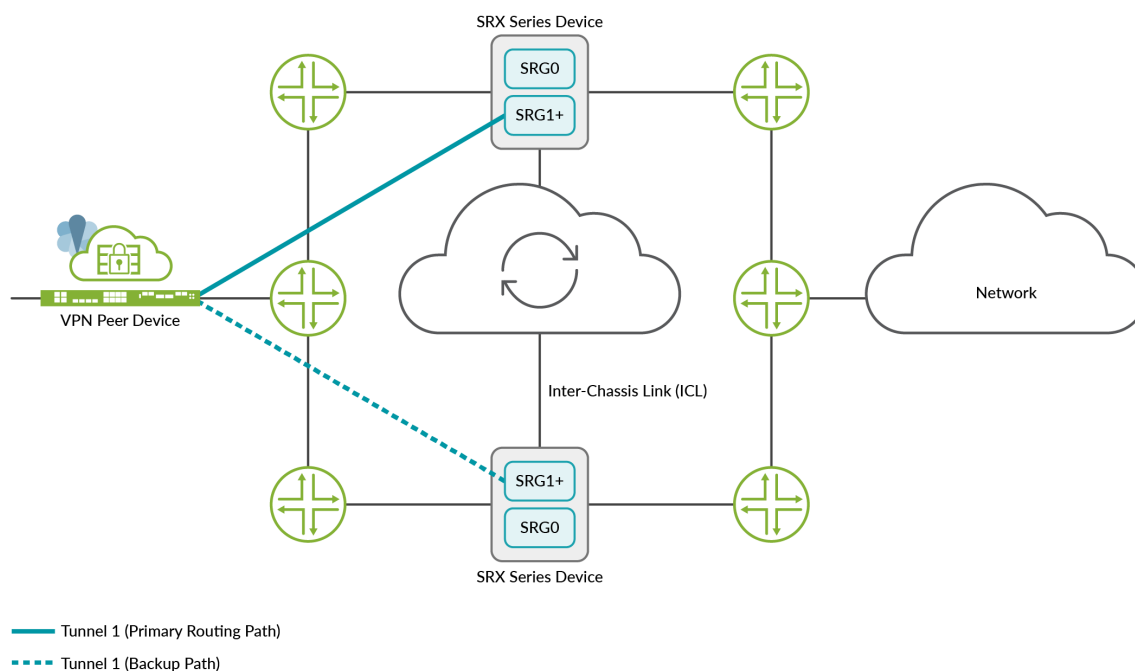 SRX Series Device
SRG0
SRG1+
VPN Peer Device
Network
Inter-Chassis Link (ICL)
SRG1+
SRG0
SRX Series Device
Tunnel 1 (Primary Routing Path)
Tunnel 1 (Backup Path)